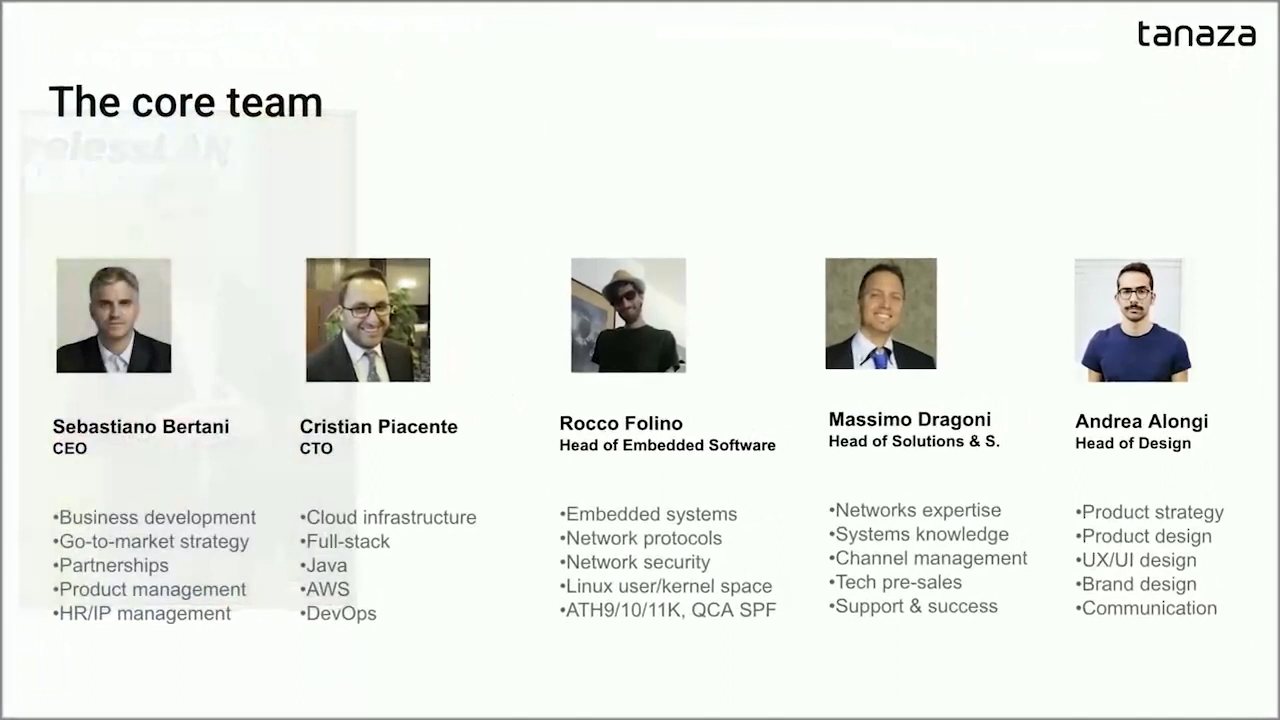 tanaza
The core team
Sebastiano Bertani
CEO
•Business development
•Go-to-market strategy
•Partnerships
•Product management
•HR/IP management
Cristian Piacente
CTO
•Cloud infrastructure
•Full-stack
•Java
•AWS
•DevOps
Rocco Folino
Head of Embedded Software
•Embedded systems
•Network protocols
•Network security
•Linux user/kernel space
•ATH9/10/11K, QCA SPF
Massimo Dragoni
Head of Solutions & S.
•Networks expertise
•Systems knowledge
•Channel management
•Tech pre-sales
•Support & success
Andrea Alongi
Head of Design
•Product strategy
•Product design
•UX/UI design
•Brand design
•Communication